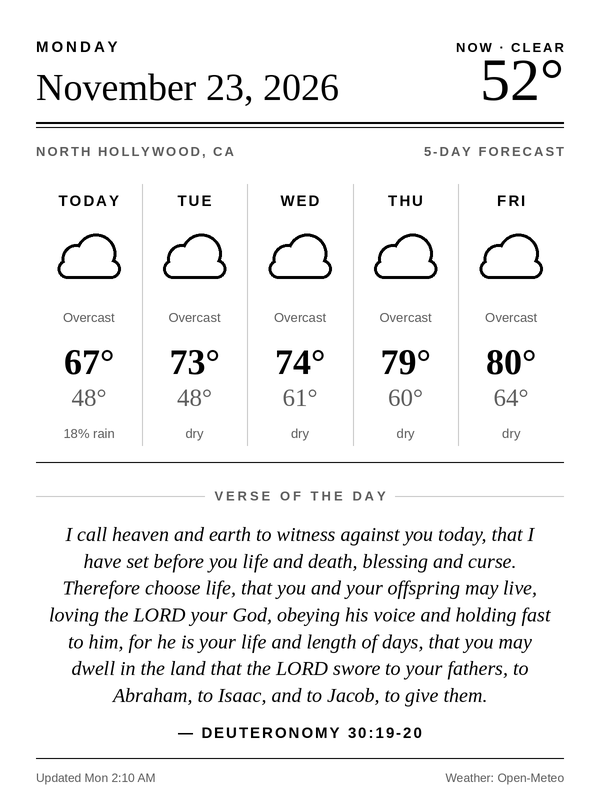 MONDAY
NOW · CLEAR
November 23, 2026
52°
NORTH HOLLYWOOD, CA
5-DAY FORECAST
TODAY TUE WED THU FRI
Overcast Overcast Overcast Overcast Overcast
67° 73° 74° 79° 80°
48° 48° 61° 60° 64°
18% rain dry dry dry dry
VERSE OF THE DAY
I call heaven and earth to witness against you today, that I
have set before you life and death, blessing and curse.
Therefore choose life, that you and your offspring may live,
loving the LORD your God, obeying his voice and holding fast
to him, for he is your life and length of days, that you may
dwell in the land that the LORD swore to your fathers, to
Abraham, to Isaac, and to Jacob, to give them.
— DEUTERONOMY 30:19-20
Updated Mon 2:10 AM
Weather: Open-Meteo